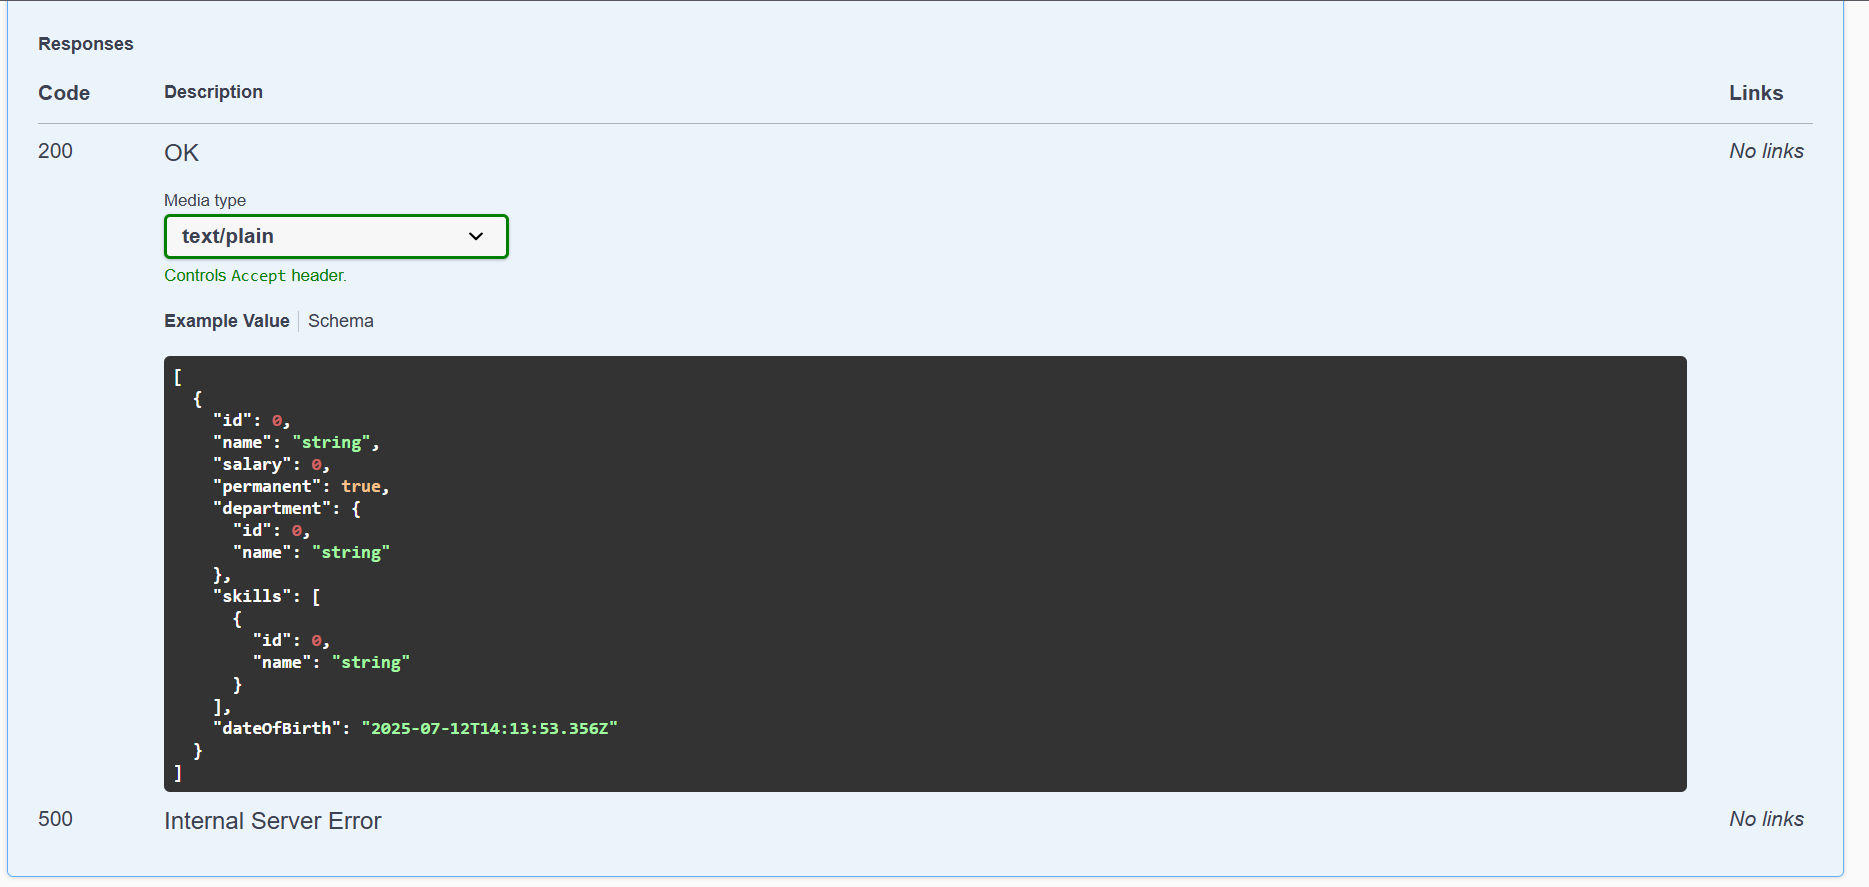 Responses
Code Description Links
200 OK No links
Media type
text/plain
Controls Accept header.
Example Value Schema
[
  {
    "id": 0,
    "name": "string",
    "salary": 0,
    "permanent": true,
    "department": {
      "id": 0,
      "name": "string"
    },
    "skills": [
      {
        "id": 0,
        "name": "string"
      }
    ],
    "dateOfBirth": "2025-07-12T14:13:53.356Z"
  }
]
500 Internal Server Error No links